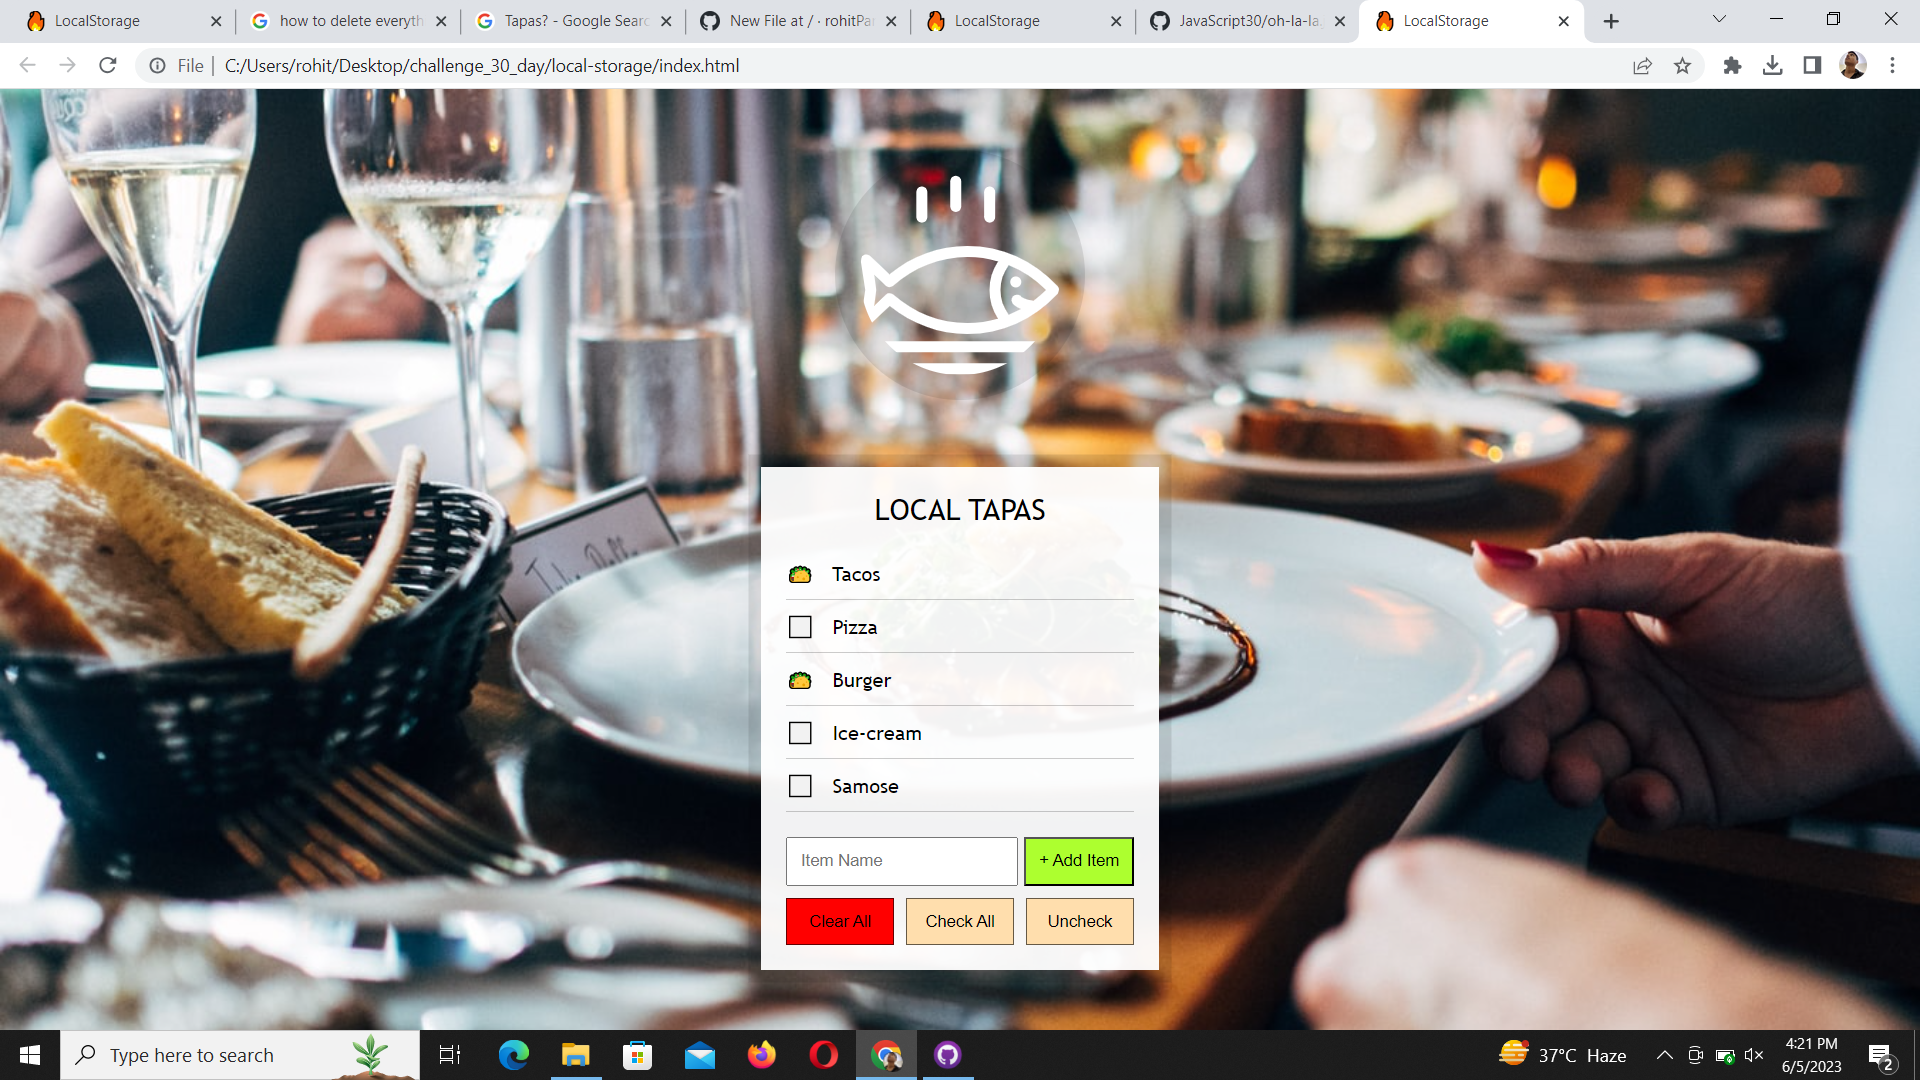 LocalStorage
how to delete everyth
Tapas? - Google Searc
New File at / · rohitPar
LocalStorage
JavaScript30/oh-la-la.
LocalStorage
File
C:/Users/rohit/Desktop/challenge_30_day/local-storage/index.html
LOCAL TAPAS
Tacos
Pizza
Burger
Ice-cream
Samose
Item Name
+ Add Item
Clear All
Check All
Uncheck
Type here to search
37°C Haze
4:21 PM
6/5/2023
2